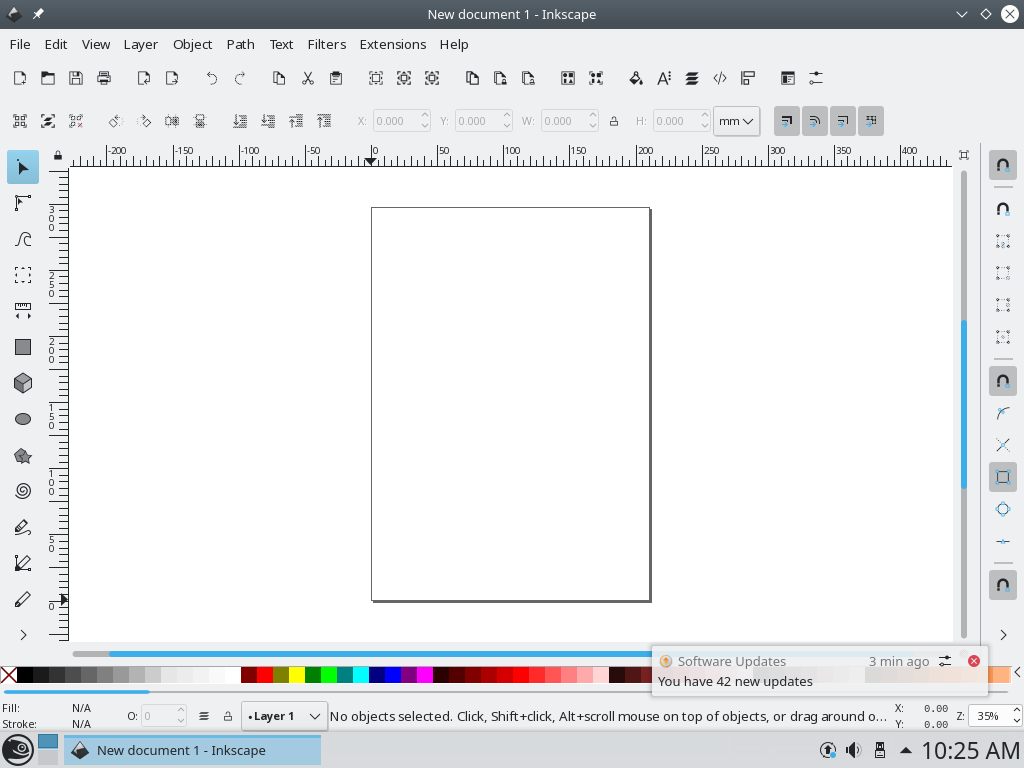 New document 1 - Inkscape
File Edit View Layer Object Path Text Filters Extensions Help
X: 0.000 Y: 0.000 W: 0.000 H: 0.000 mm
-200 -150 -100 -50 0 50 100 150 200 250 300 350 400
300
250
200
150
100
50
0
Software Updates 3 min ago
You have 42 new updates
Fill: N/A
Stroke: N/A
O: 0
•Layer 1
No objects selected. Click, Shift+click, Alt+scroll mouse on top of objects, or drag around o...
X: 0.00
Y: 0.00
Z: 35%
New document 1 - Inkscape
10:25 AM